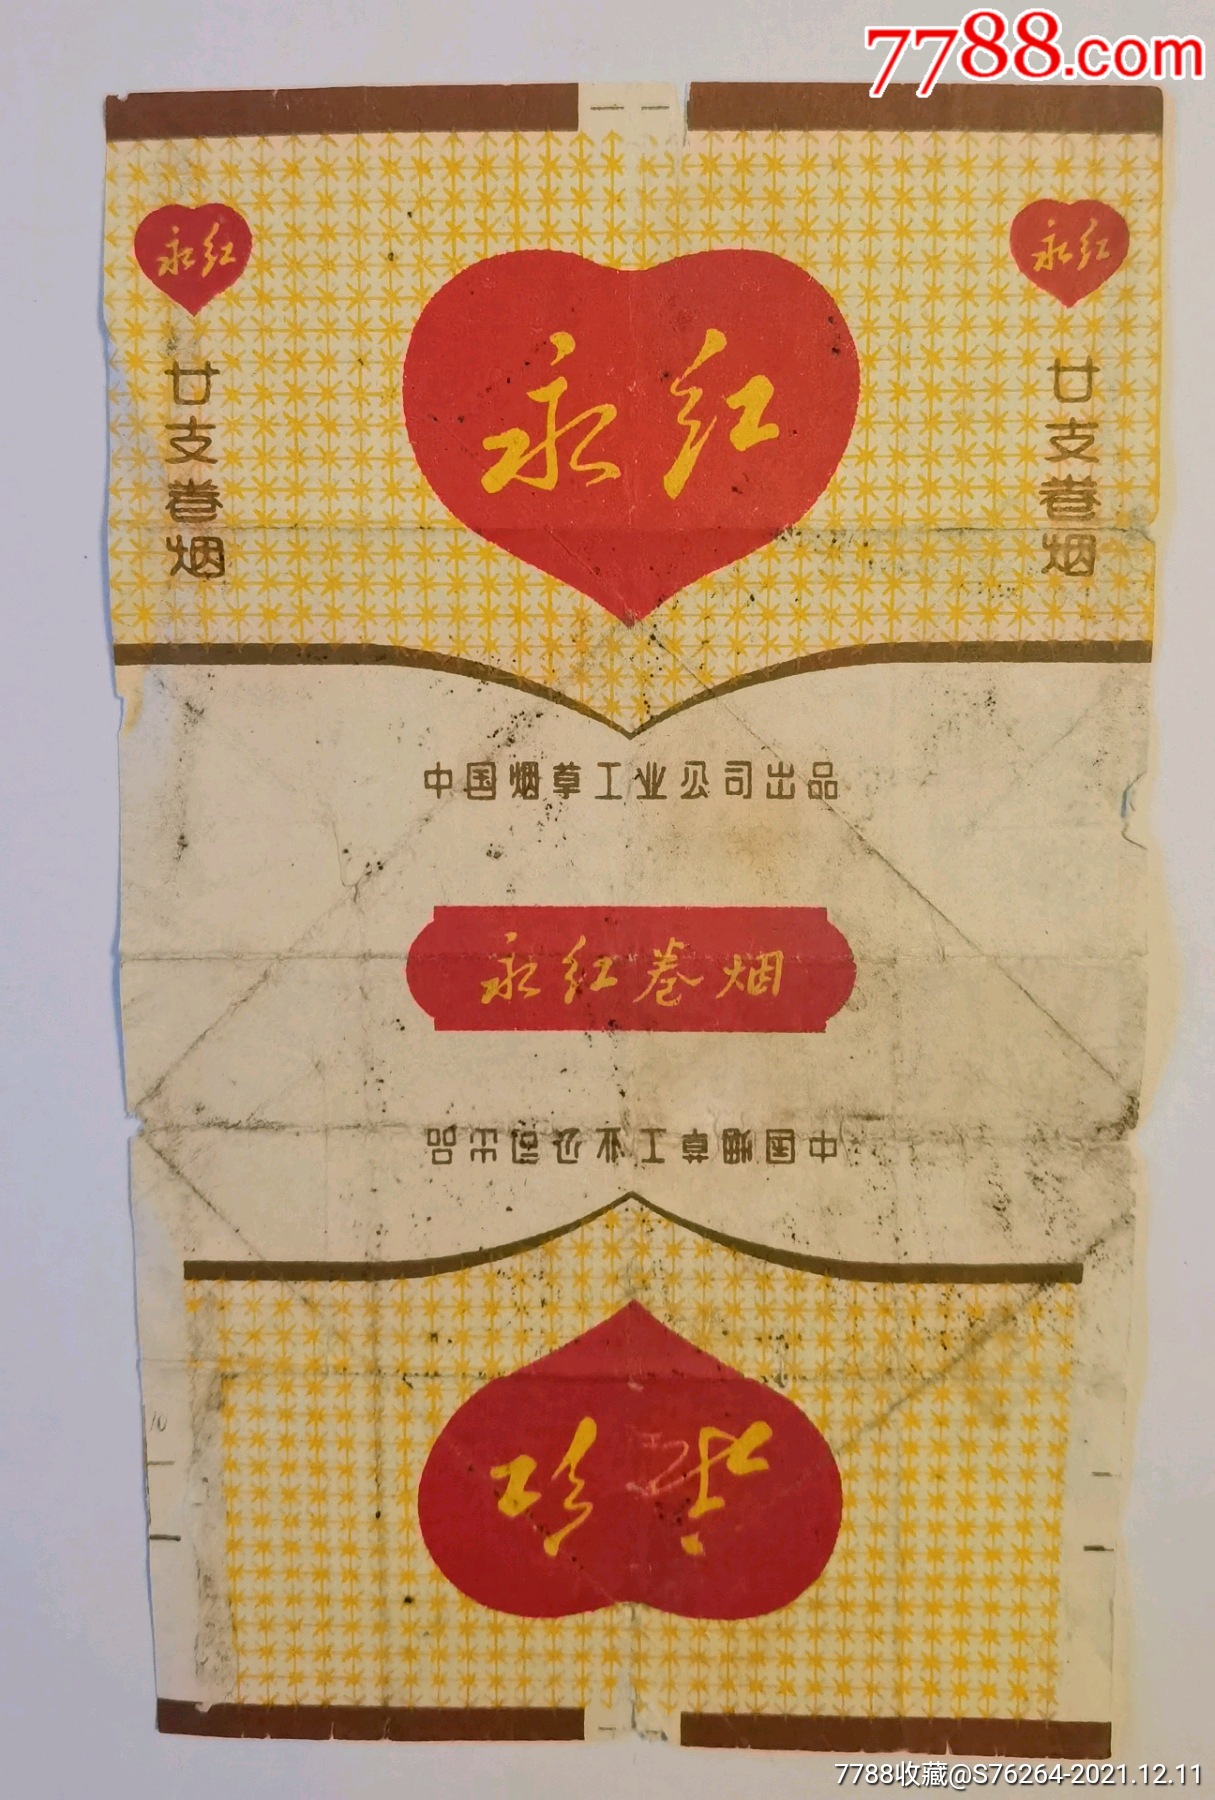 7788.com
永红
永红
永红
廿支卷烟
廿支卷烟
中国烟草工业公司出品
永红卷烟
中国烟草工业公司出品
永红
10
7788收藏@S76264-2021.12.11